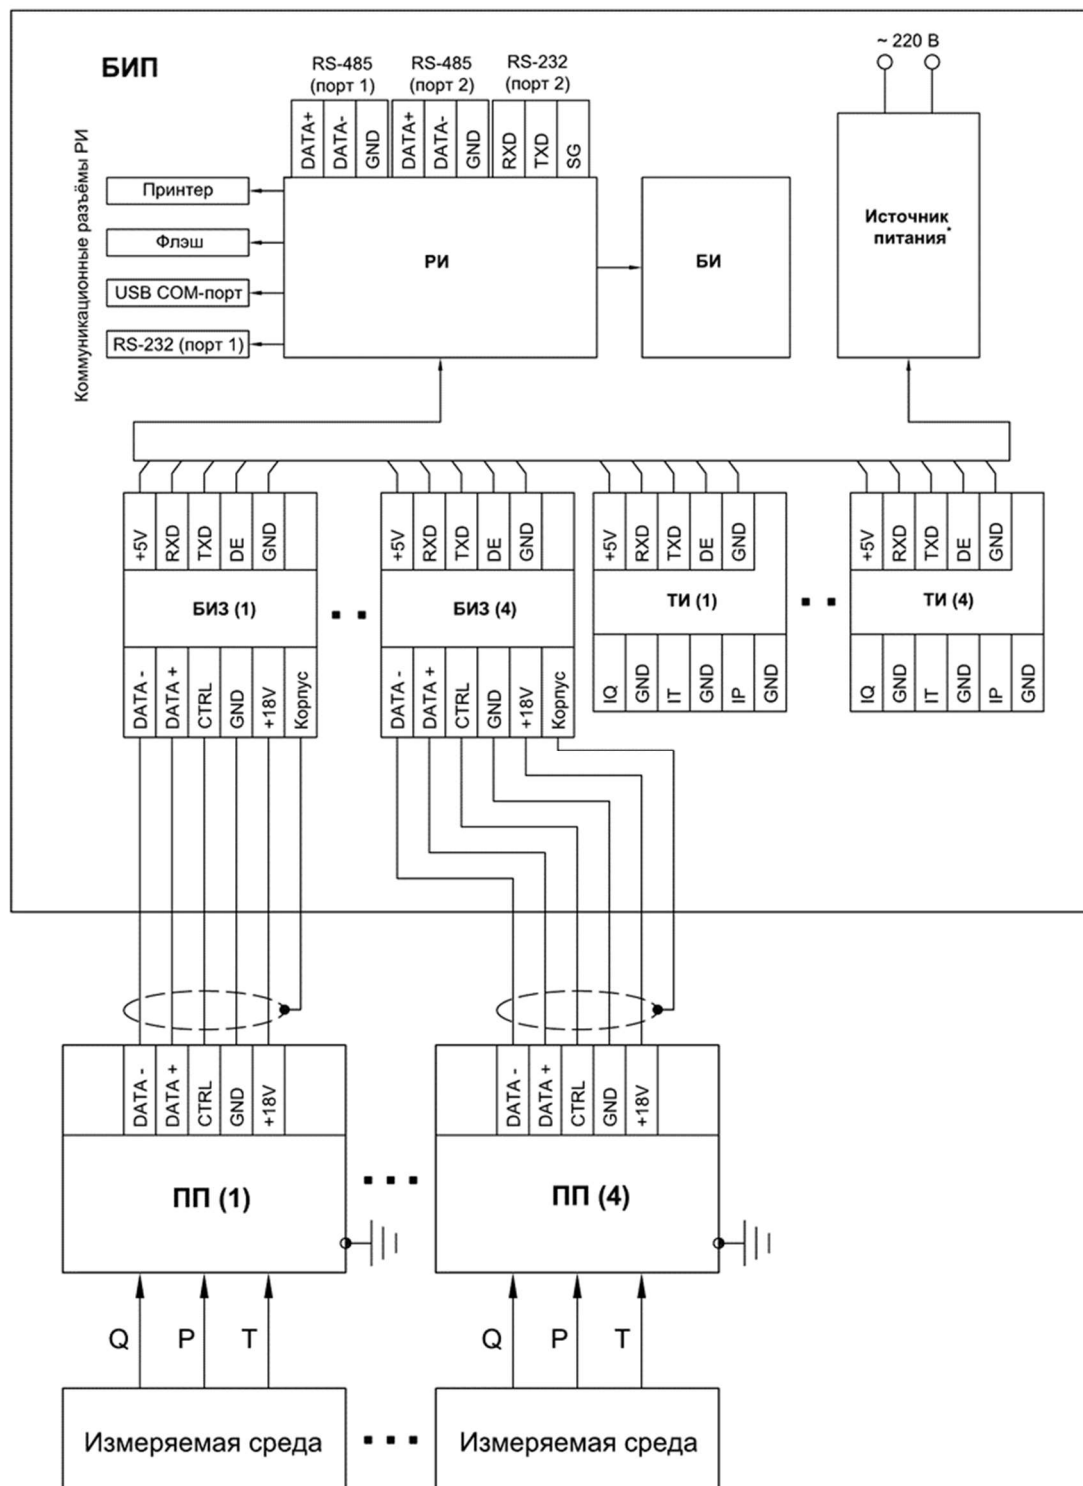 БИП
~ 220 В
RS-485
(порт 1)
RS-485
(порт 2)
RS-232
(порт 2)
DATA+
DATA-
GND
DATA+
DATA-
GND
RXD
TXD
SG
Коммуникационные разъёмы РИ
Принтер
Флэш
USB COM-порт
RS-232 (порт 1)
РИ
БИ
Источник
питания*
+5V
RXD
TXD
DE
GND
+5V
RXD
TXD
DE
GND
+5V
RXD
TXD
DE
GND
+5V
RXD
TXD
DE
GND
БИЗ (1)
БИЗ (4)
ТИ (1)
ТИ (4)
DATA -
DATA +
CTRL
GND
+18V
Корпус
DATA -
DATA +
CTRL
GND
+18V
Корпус
IQ
GND
IT
GND
IP
GND
IQ
GND
IT
GND
IP
GND
DATA -
DATA +
CTRL
GND
+18V
DATA -
DATA +
CTRL
GND
+18V
ПП (1)
ПП (4)
Q
P
T
Q
P
T
Измеряемая среда
Измеряемая среда